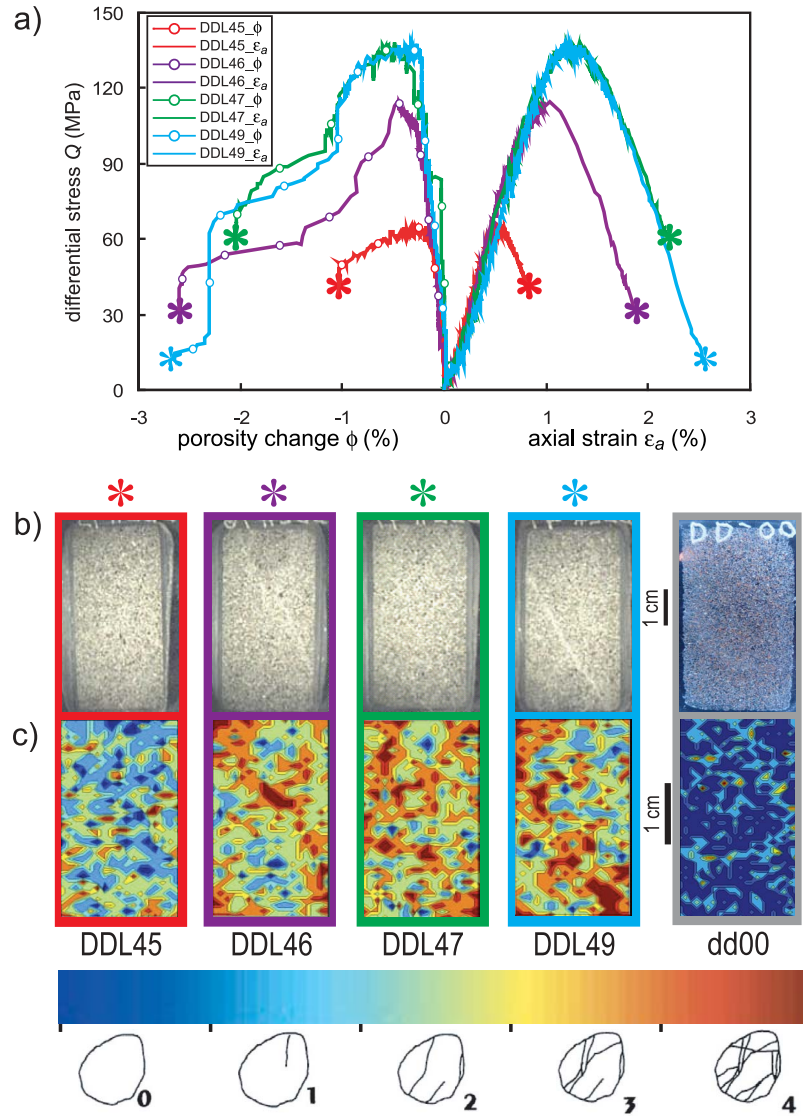 a)
150
120
90
60
30
0
differential stress Q (MPa)
DDL45_ϕ
DDL45_εa
DDL46_ϕ
DDL46_εa
DDL47_ϕ
DDL47_εa
DDL49_ϕ
DDL49_εa
-3 -2 -1 0 1 2 3
porosity change ϕ (%) axial strain εa (%)
b)
DD-00
1 cm
c)
1 cm
DDL45 DDL46 DDL47 DDL49 dd00
0 1 2 3 4